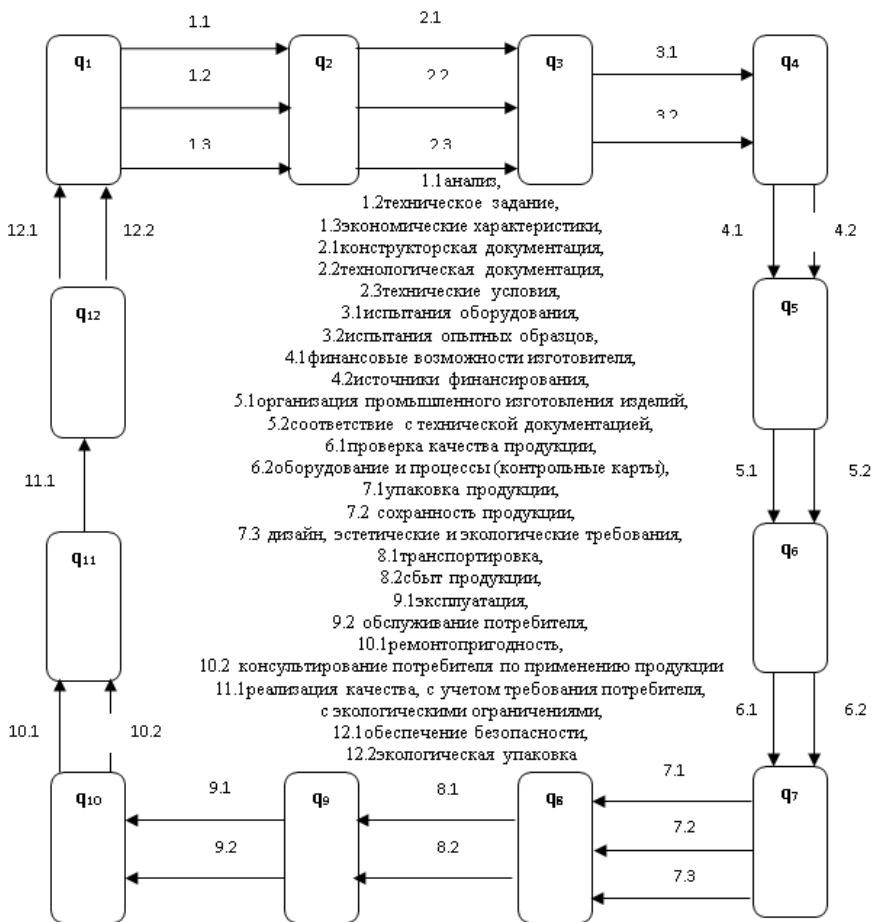 1.1
2.1
q₁
q₂
q₃
3.1
q₄
1.2
2.2
3.2
1.3
2.3
1.1анализ,
1.2техническое задание,
12.1
12.2
1.3экономические характеристики,
4.1
4.2
2.1конструкторская документация,
2.2технологическая документация,
2.3технические условия,
q₁₂
3.1испытания оборудования,
q₅
3.2испытания опытных образцов,
4.1финансовые возможности изготовителя,
4.2источники финансирования,
5.1организация промышленного изготовления изделий,
5.2соответствие с технической документацией,
6.1проверка качества продукции,
11.1
6.2оборудование и процессы (контрольные карты),
5.1
5.2
7.1упаковка продукции,
7.2 сохранность продукции,
7.3 дизайн, эстетические и экологические требования,
q₁₁
8.1транспортировка,
q₆
8.2сбыт продукции,
9.1эксплуатация,
9.2 обслуживание потребителя,
10.1ремонтопригодность,
10.2 консультирование потребителя по применению продукции
11.1реализация качества, с учетом требования потребителя,
с экологическими ограничениями,
6.1
6.2
10.1
10.2
12.1обеспечение безопасности,
12.2экологическая упаковка
7.1
q₁₀
9.1
q₉
8.1
q₈
q₇
7.2
9.2
8.2
7.3